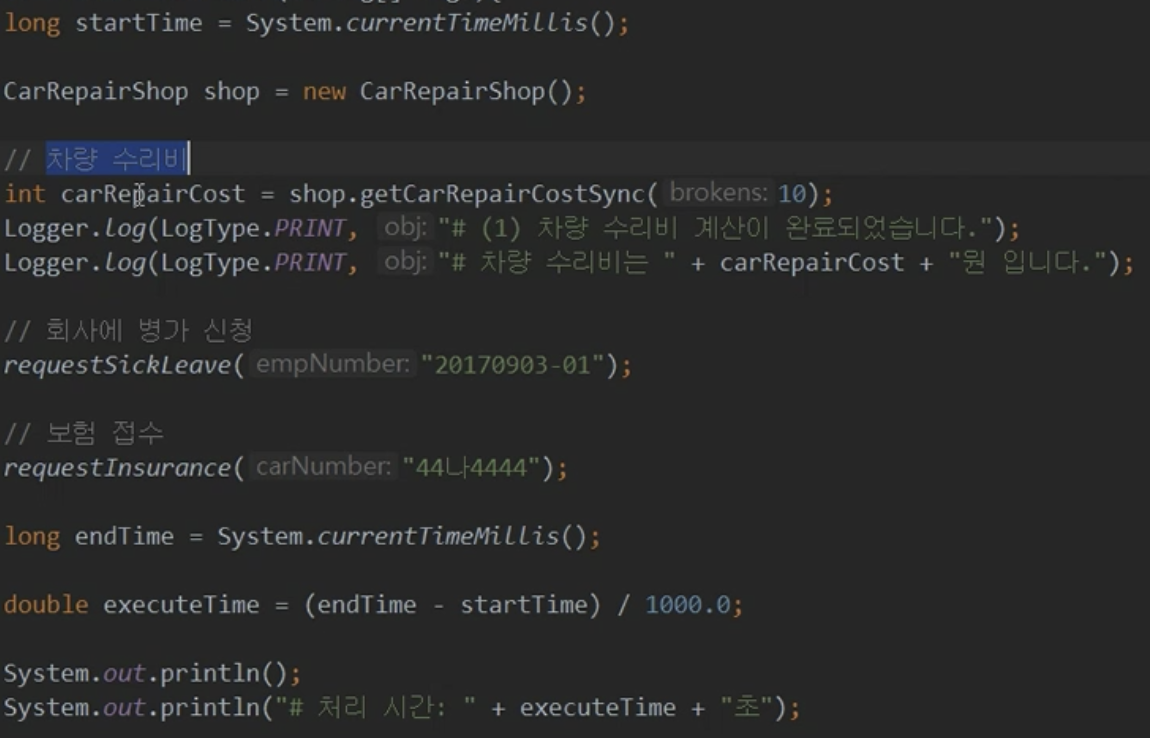 long startTime = System.currentTimeMillis();
CarRepairShop shop = new CarRepairShop();
// 차량 수리비
int carRepairCost = shop.getCarRepairCostSync( brokens: 10);
Logger.log(LogType.PRINT, obj: "# (1) 차량 수리비 계산이 완료되었습니다.");
Logger.log(LogType.PRINT, obj: "# 차량 수리비는 " + carRepairCost + "원 입니다.");
// 회사에 병가 신청
requestSickLeave( empNumber: "20170903-01");
// 보험 접수
requestInsurance( carNumber: "44나4444");
long endTime = System.currentTimeMillis();
double executeTime = (endTime - startTime) / 1000.0;
System.out.println();
System.out.println("# 처리 시간: " + executeTime + "초");